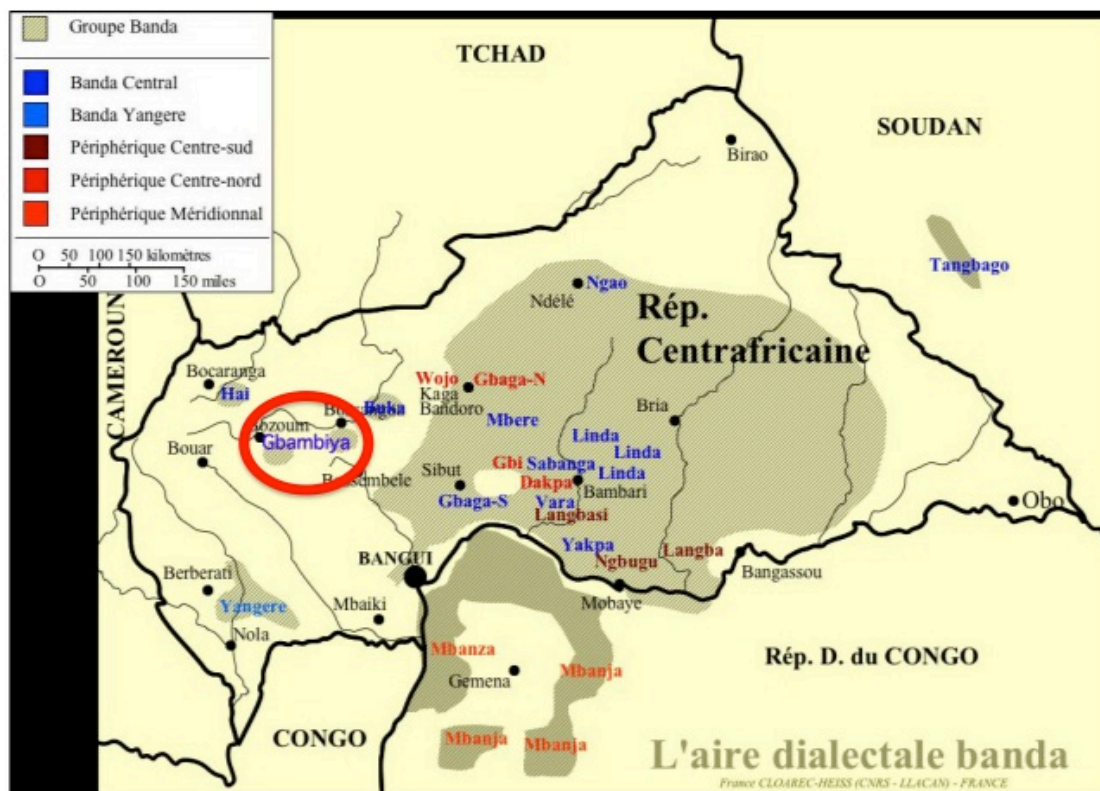 Groupe Banda
Banda Central
Banda Yangere
Périphérique Centre-sud
Périphérique Centre-nord
Périphérique Méridionnal
O 50 100 150 kilomètres
O 50 100 150 miles
TCHAD
SOUDAN
Birao
Tangbago
Ngao
Ndélé
Rép.
Centrafricaine
CAMEROUN
Bocaranga
Hai
Wojo
Gbaga-N
Kaga
Bandoro
Buka
Mbere
Bria
Gbambiya
Bouar
Linda
Linda
Linda
Gbi
Sabanga
Sibut
Dakpa
Bambari
Gbaga-S
Vara
Langbasi
Obo
Yakpa
Langba
BANGUI
Ngbugu
Bangassou
Berberati
Mobaye
Yangere
Mbaiki
Nola
Mbanza
Mbanja
Gemena
Rép. D. du CONGO
CONGO
Mbanja
Mbanja
L'aire dialectale banda
France CLOAREC-HEISS (CNRS - LLACAN) - FRANCE